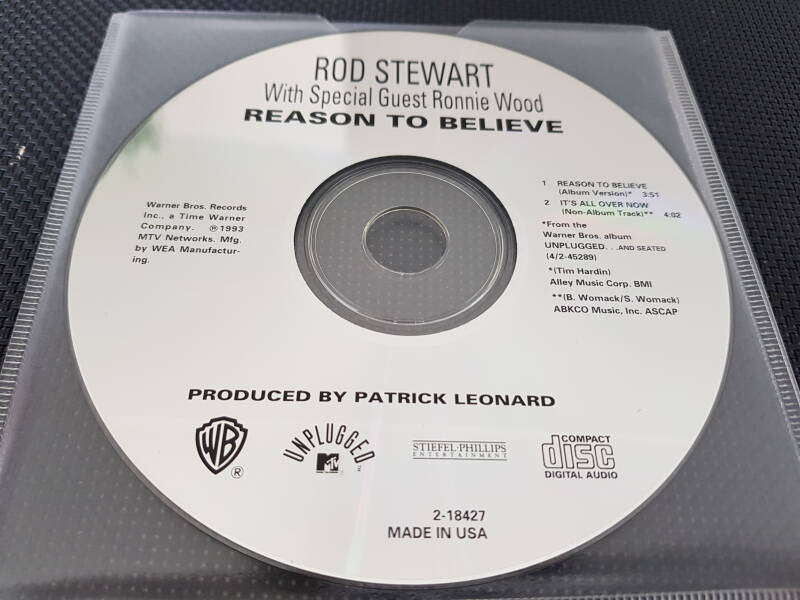 ROD STEWART
With Special Guest Ronnie Wood
REASON TO BELIEVE
Warner Bros. Records
Inc., a Time Warner
Company. ℗ 1993
MTV Networks. Mfg.
by WEA Manufactur-
ing.
1 REASON TO BELIEVE
(Album Version)* 3:51
2 IT'S ALL OVER NOW
(Non-Album Track)** 4:02
*From the
Warner Bros. album
UNPLUGGED. . .AND SEATED
(4/2-45289)
*(Tim Hardin)
Alley Music Corp. BMI
**(B. Womack/S. Womack)
ABKCO Music, Inc. ASCAP
PRODUCED BY PATRICK LEONARD
WB ®
UNPLUGGED ™
MTV
STIEFEL·PHILLIPS
ENTERTAINMENT
COMPACT
disc
DIGITAL AUDIO
2-18427
MADE IN USA